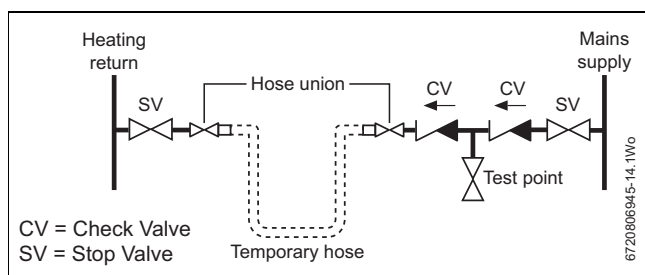 Heating
return
Mains
supply
Hose union
CV
CV
SV
SV
Test point
CV = Check Valve
SV = Stop Valve
Temporary hose
6720806945-14.1Wo